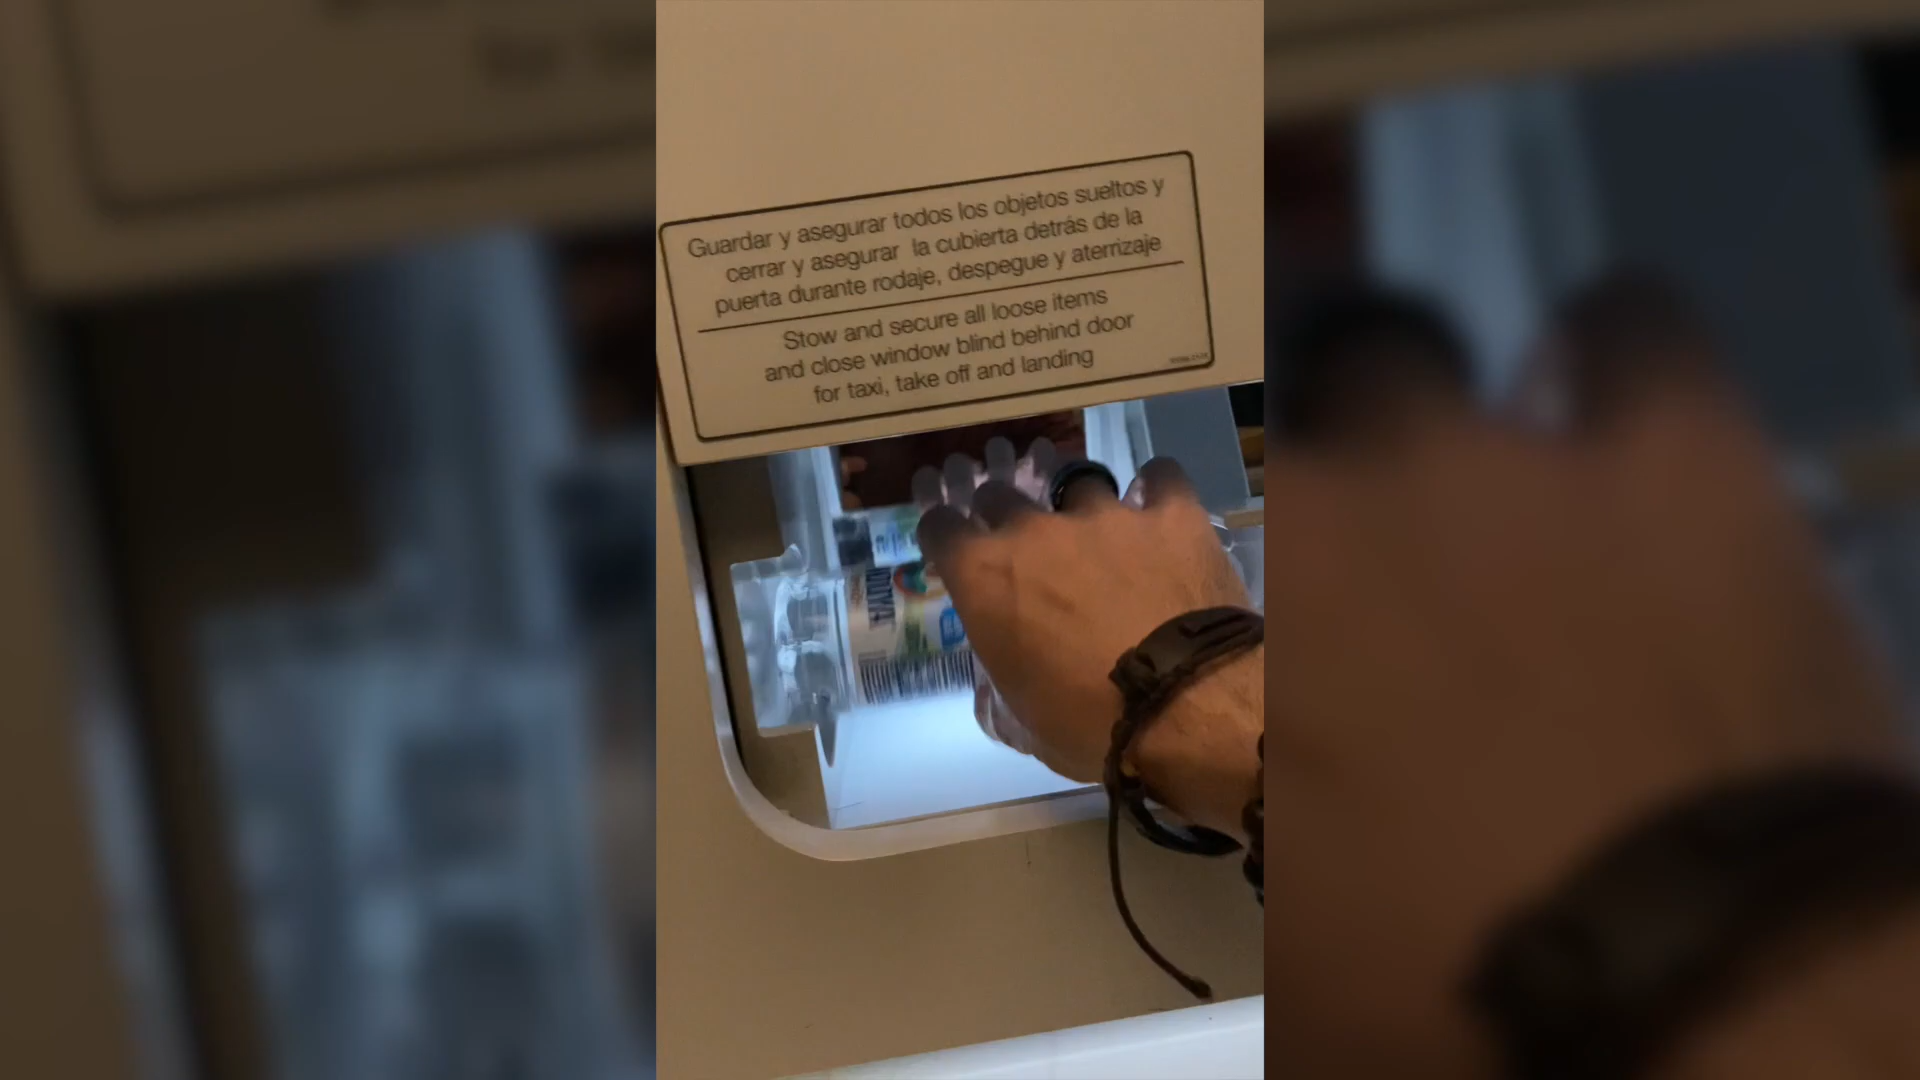 Guardar y asegurar todos los objetos sueltos y
cerrar y asegurar la cubierta detrás de la
puerta durante rodaje, despegue y aterrizaje
Stow and secure all loose items
and close window blind behind door
for taxi, take off and landing